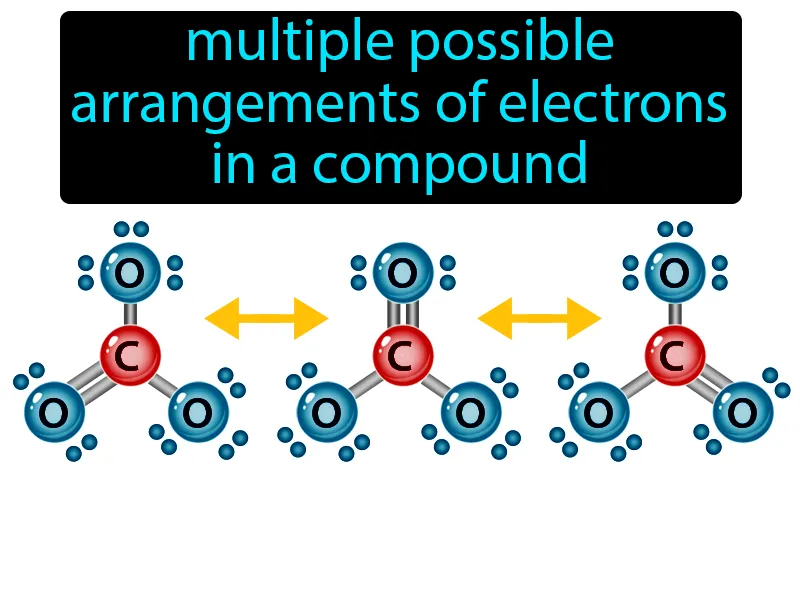 multiple possible
arrangements of electrons
in a compound
O O O
C C C
O O O O O O